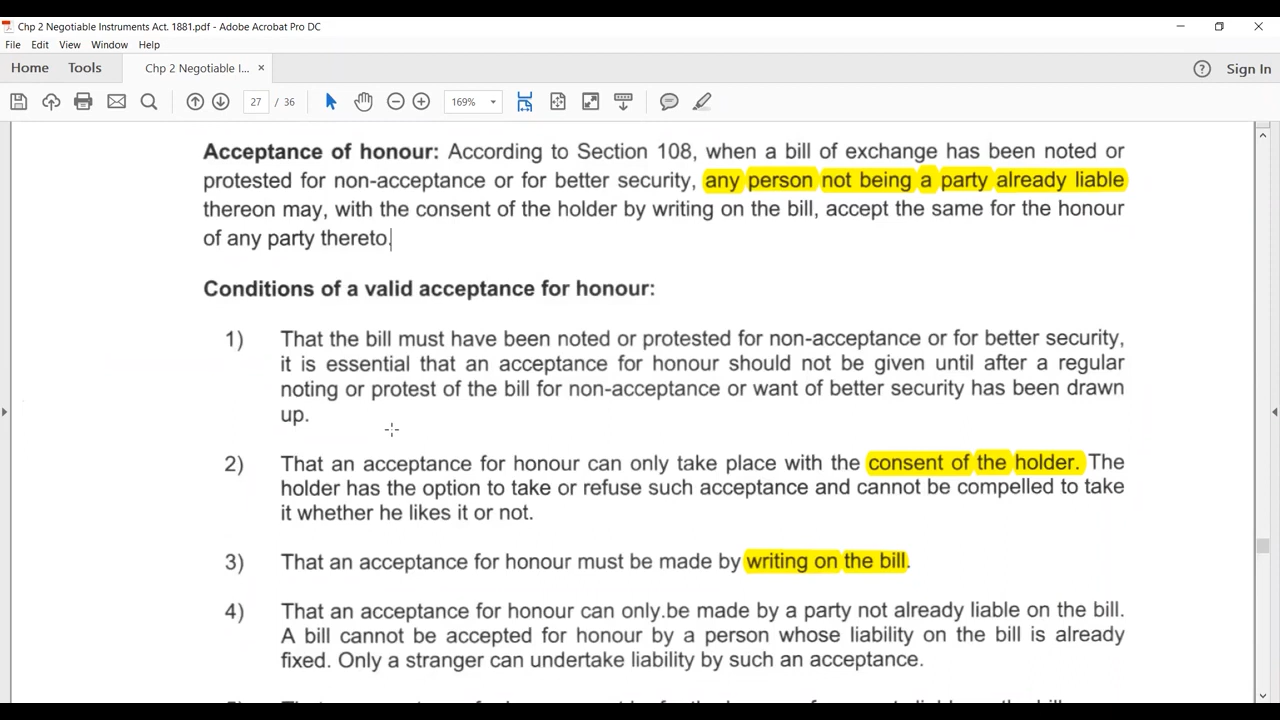 Chp 2 Negotiable Instruments Act. 1881.pdf - Adobe Acrobat Pro DC
File Edit View Window Help
Home Tools Chp 2 Negotiable I... × Sign In
27 / 36 169%
Acceptance of honour: According to Section 108, when a bill of exchange has been noted or
protested for non-acceptance or for better security, any person not being a party already liable
thereon may, with the consent of the holder by writing on the bill, accept the same for the honour
of any party thereto.
Conditions of a valid acceptance for honour:
1) That the bill must have been noted or protested for non-acceptance or for better security,
it is essential that an acceptance for honour should not be given until after a regular
noting or protest of the bill for non-acceptance or want of better security has been drawn
up.
2) That an acceptance for honour can only take place with the consent of the holder. The
holder has the option to take or refuse such acceptance and cannot be compelled to take
it whether he likes it or not.
3) That an acceptance for honour must be made by writing on the bill.
4) That an acceptance for honour can only.be made by a party not already liable on the bill.
A bill cannot be accepted for honour by a person whose liability on the bill is already
fixed. Only a stranger can undertake liability by such an acceptance.